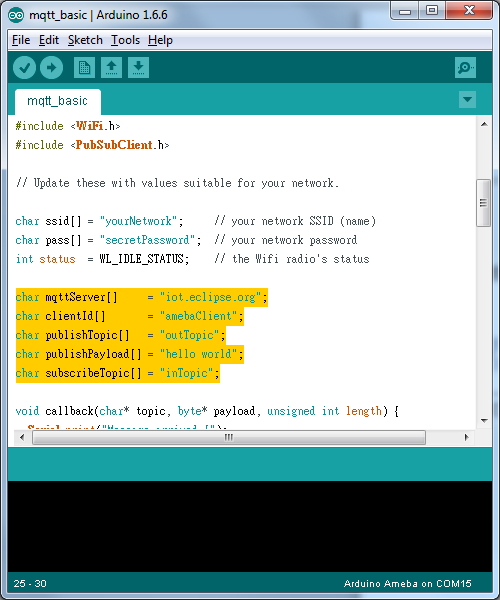 mqtt_basic | Arduino 1.6.6
File Edit Sketch Tools Help
mqtt_basic
#include <WiFi.h>
#include <PubSubClient.h>
// Update these with values suitable for your network.
char ssid[] = "yourNetwork";     // your network SSID (name)
char pass[] = "secretPassword";  // your network password
int status  = WL_IDLE_STATUS;    // the Wifi radio's status
char mqttServer[]     = "iot.eclipse.org";
char clientId[]       = "amebaClient";
char publishTopic[]   = "outTopic";
char publishPayload[] = "hello world";
char subscribeTopic[] = "inTopic";
void callback(char* topic, byte* payload, unsigned int length) {
Serial.print("Message arrived [");
25 - 30
Arduino Ameba on COM15